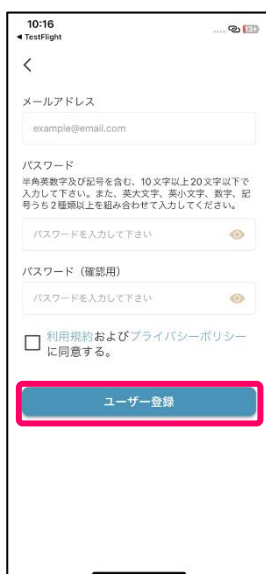 10:16
◀ TestFlight
13
メールアドレス
example@email.com
パスワード
半角英数字及び記号を含む、10文字以上20文字以下で
入力して下さい。また、英大文字、英小文字、数字、記
号うち2種類以上を組み合わせて入力してください。
パスワードを入力して下さい
パスワード（確認用）
パスワードを入力して下さい
利用規約およびプライバシーポリシー
に同意する。
ユーザー登録